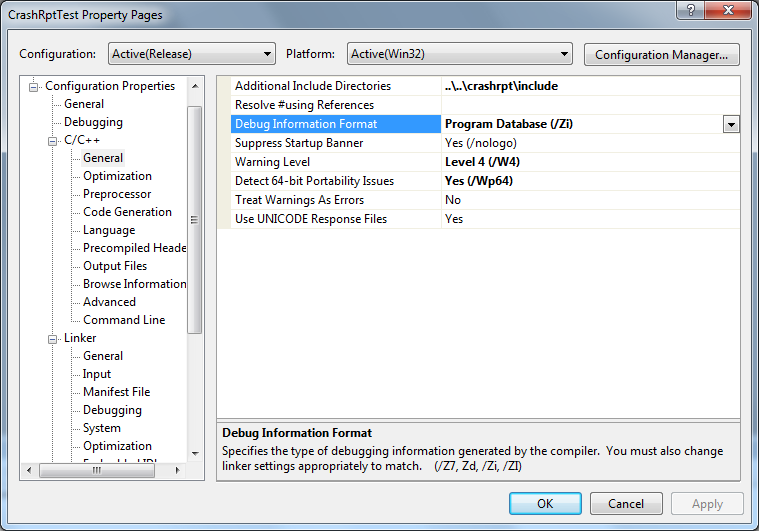 CrashRptTest Property Pages
Configuration: Active(Release) Platform: Active(Win32) Configuration Manager...
Configuration Properties
General
Debugging
C/C++
General
Optimization
Preprocessor
Code Generation
Language
Precompiled Heade
Output Files
Browse Information
Advanced
Command Line
Linker
General
Input
Manifest File
Debugging
System
Optimization
Additional Include Directories ..\..\crashrpt\include
Resolve #using References
Debug Information Format Program Database (/Zi)
Suppress Startup Banner Yes (/nologo)
Warning Level Level 4 (/W4)
Detect 64-bit Portability Issues Yes (/Wp64)
Treat Warnings As Errors No
Use UNICODE Response Files Yes
Debug Information Format
Specifies the type of debugging information generated by the compiler. You must also change
linker settings appropriately to match. (/Z7, Zd, /Zi, /ZI)
OK Cancel Apply